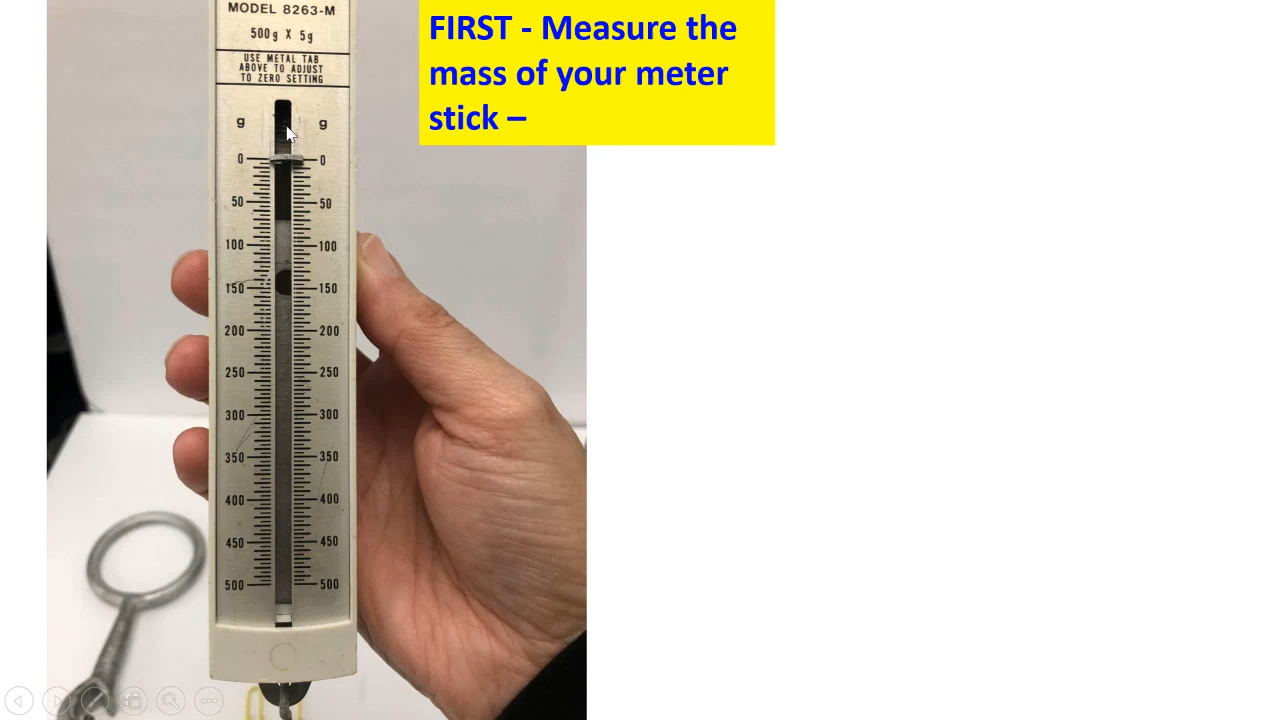 MODEL 8263-M
500g X 5g
USE METAL TAB
ABOVE TO ADJUST
TO ZERO SETTING
g g
0 0
50 50
100 100
150 150
200 200
250 250
300 300
350 350
400 400
450 450
500 500
FIRST - Measure the
mass of your meter
stick –